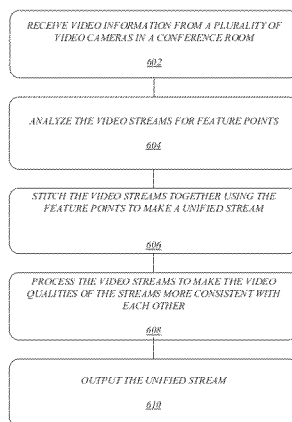 RECEIVE VIDEO INFORMATION FROM A PLURALITY OF
VIDEO CAMERAS IN A CONFERENCE ROOM
602
ANALYZE THE VIDEO STREAMS FOR FEATURE POINTS
604
STITCH THE VIDEO STREAMS TOGETHER USING THE
FEATURE POINTS TO MAKE A UNIFIED STREAM
606
PROCESS THE VIDEO STREAMS TO MAKE THE VIDEO
QUALITIES OF THE STREAMS MORE CONSISTENT WITH
EACH OTHER
608
OUTPUT THE UNIFIED STREAM
610